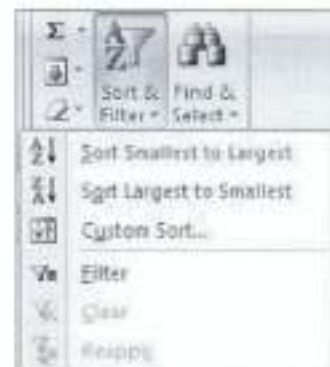 Σ
Sort & Find &
Filter Select
Sort Smallest to Largest
Sort Largest to Smallest
Custom Sort...
Filter
Clear
Reapply